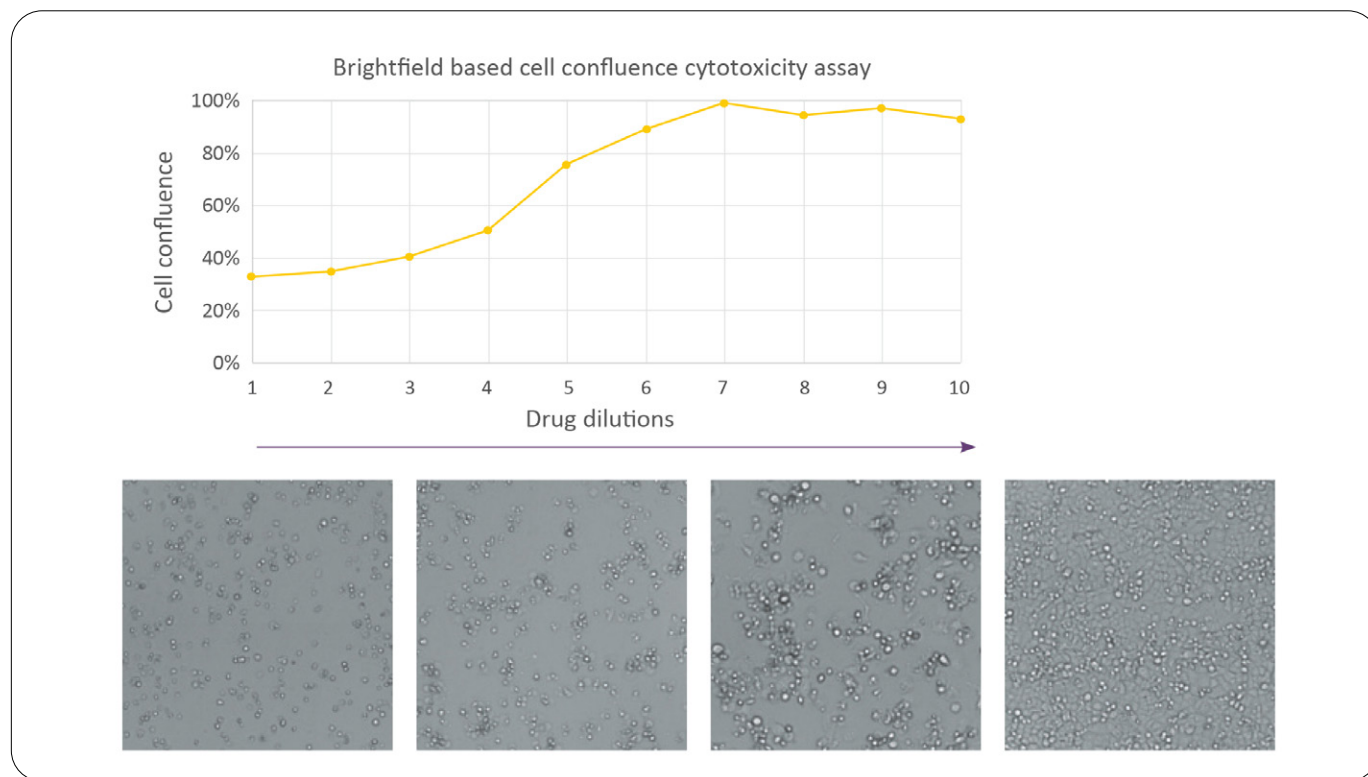 Brightfield based cell confluence cytotoxicity assay
Cell confluence
100%
80%
60%
40%
20%
0%
1 2 3 4 5 6 7 8 9 10
Drug dilutions